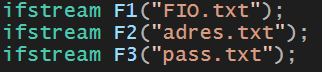 ifstream F1("FIO.txt");
ifstream F2("adres.txt");
ifstream F3("pass.txt");